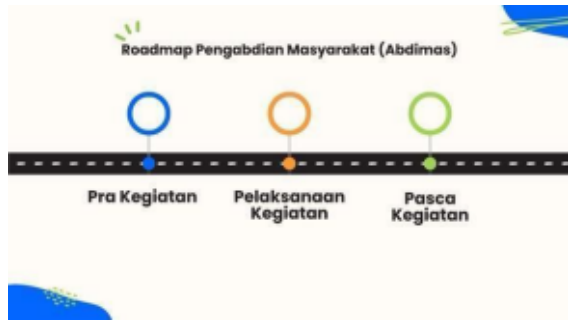 Roadmap Pengabdian Masyarakat (Abdimas)
Pra Kegiatan
Pelaksanaan
Kegiatan
Pasca
Kegiatan